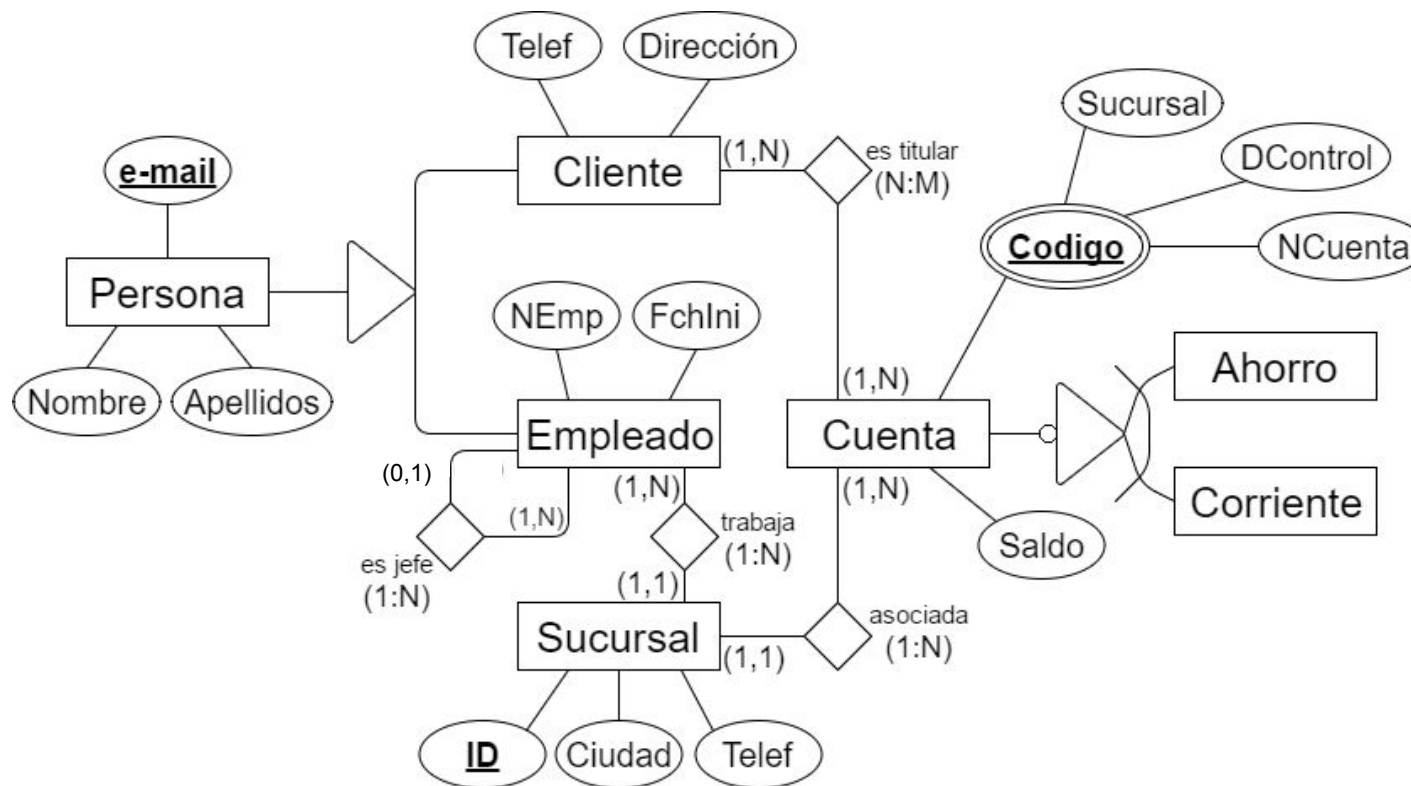 Telef
Dirección
Sucursal
DControl
e-mail
Cliente
(1,N)
es titular
(N:M)
Codigo
NCuenta
Persona
NEmp
FchIni
Ahorro
Nombre
Apellidos
(1,N)
Empleado
Cuenta
(0,1)
(1,N)
(1,N)
Corriente
(1,N)
trabaja
(1:N)
Saldo
es jefe
(1:N)
(1,1)
asociada
(1:N)
Sucursal
(1,1)
ID
Ciudad
Telef